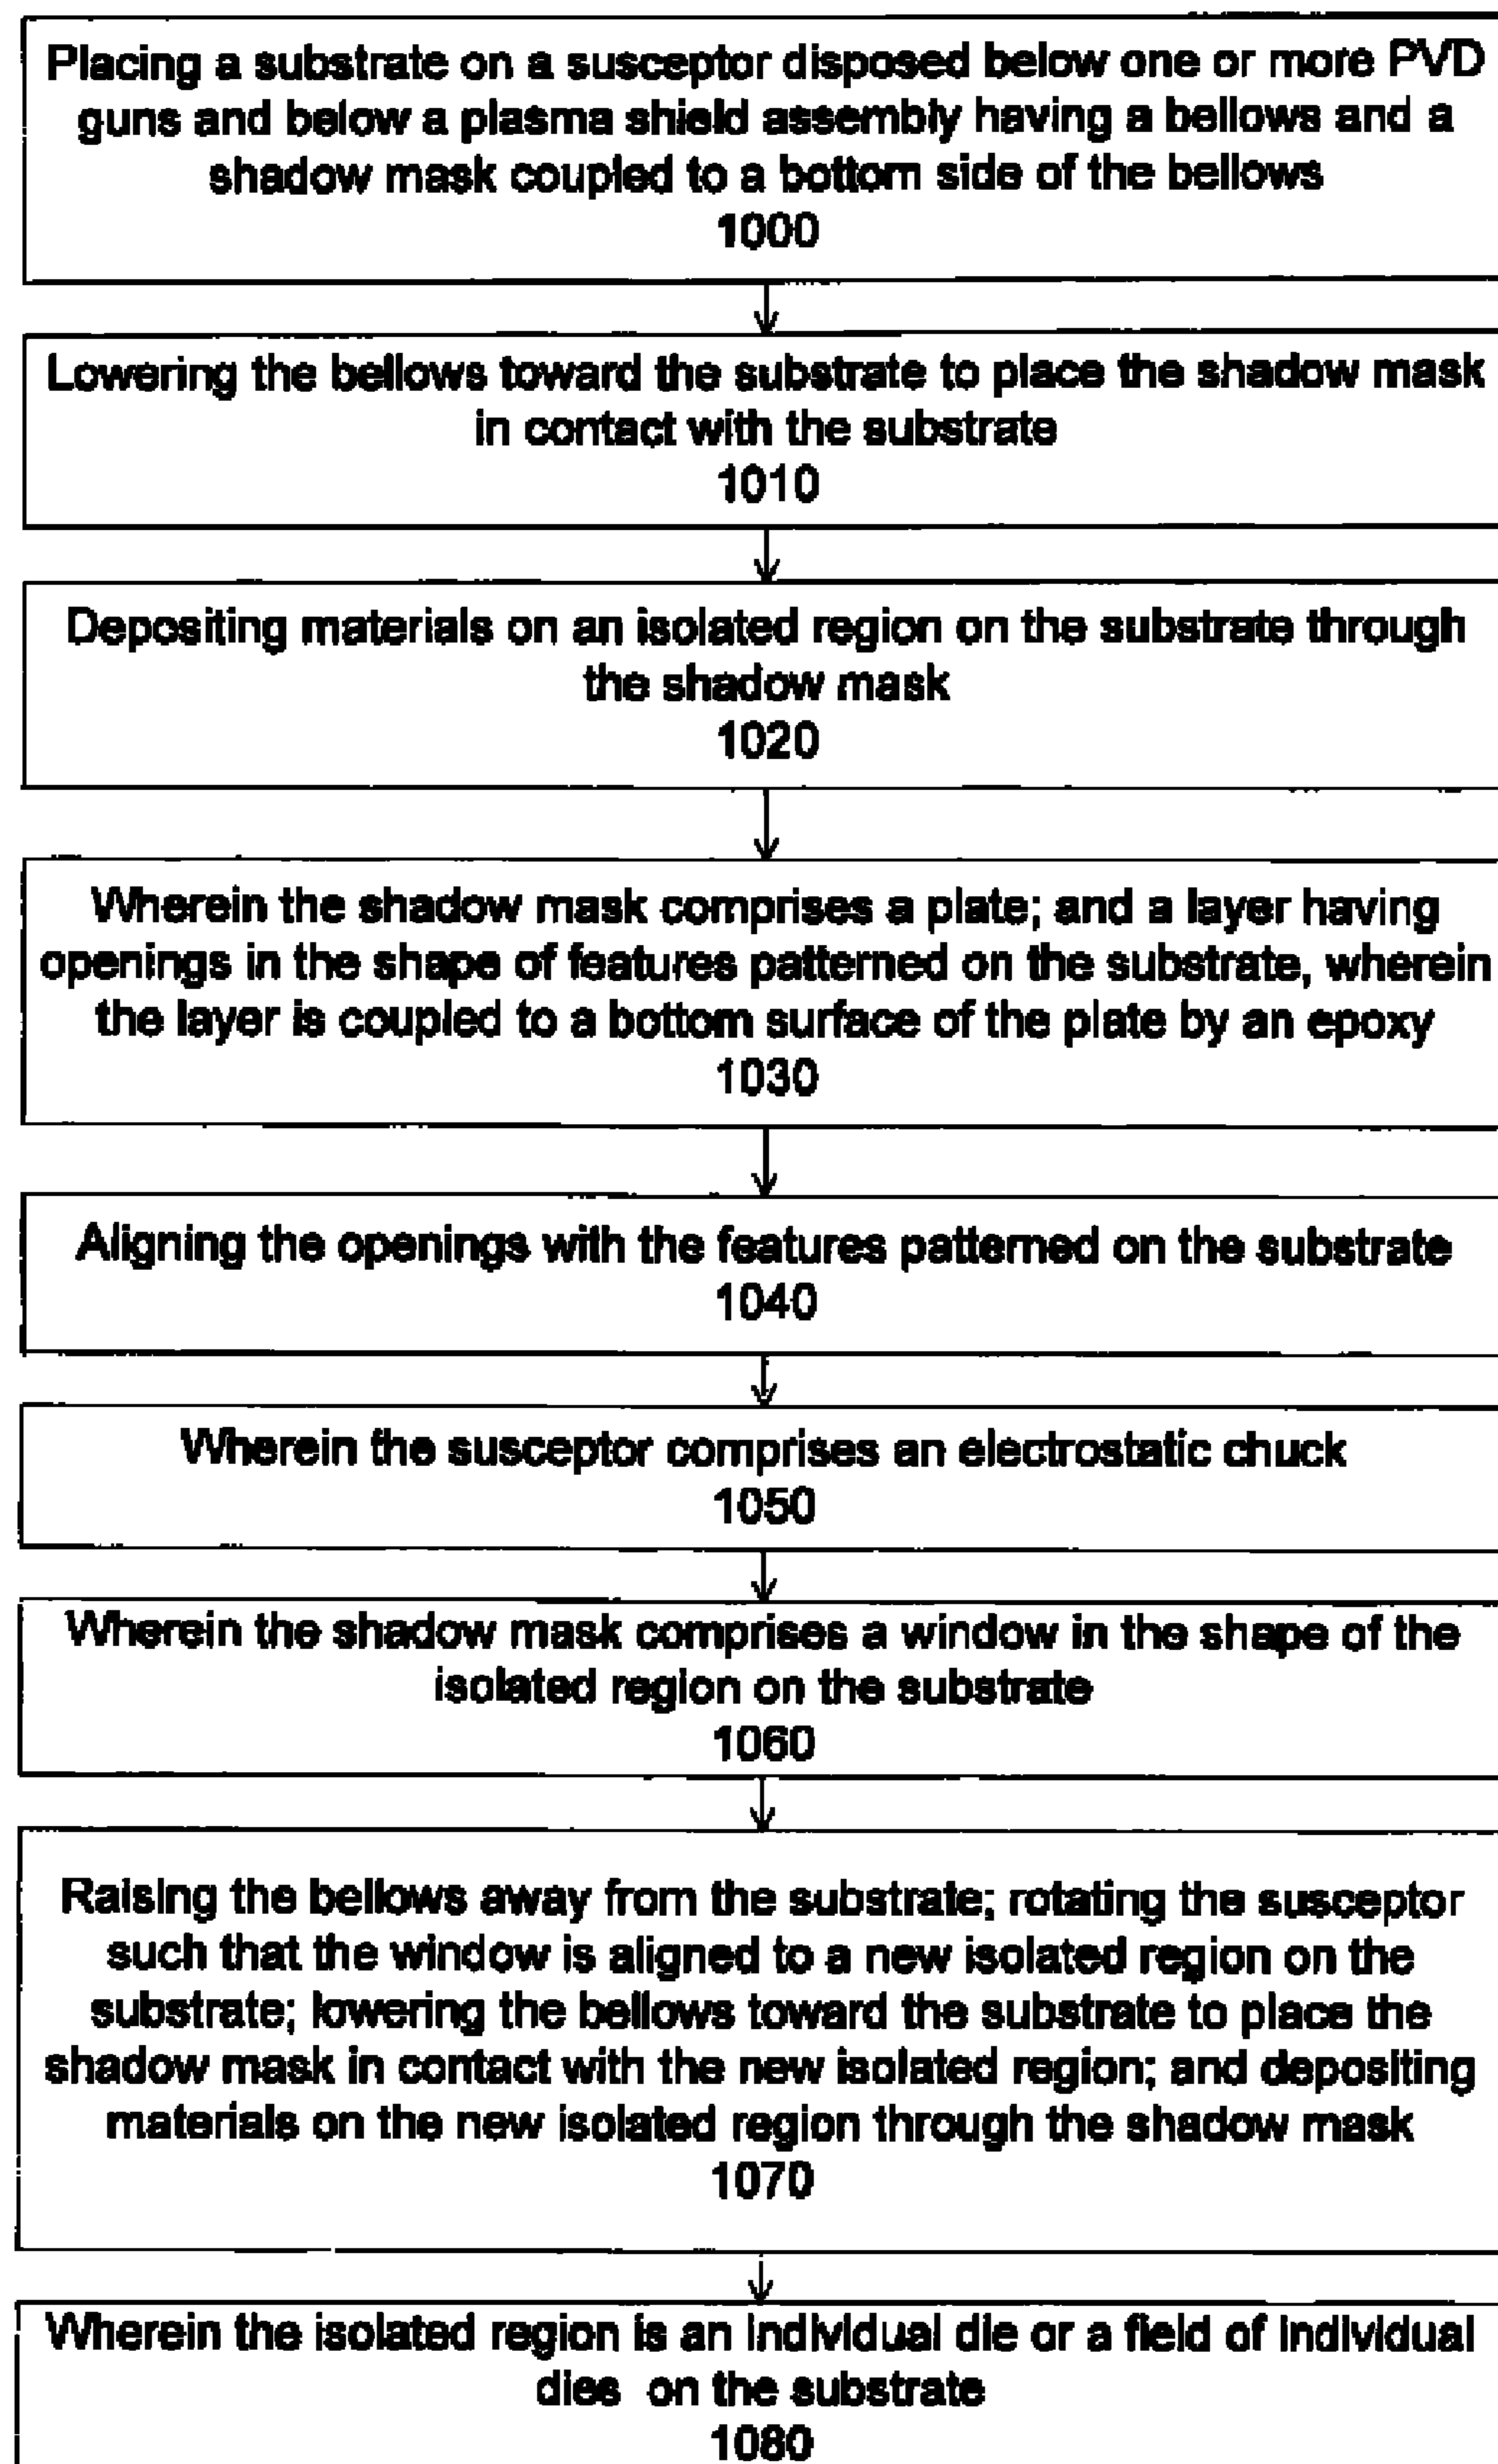 Placing a substrate on a susceptor disposed below one or more PVD
guns and below a plasma shield assembly having a bellows and a
shadow mask coupled to a bottom side of the bellows
1000
Lowering the bellows toward the substrate to place the shadow mask
in contact with the substrate
1010
Depositing materials on an isolated region on the substrate through
the shadow mask
1020
Wherein the shadow mask comprises a plate; and a layer having
openings in the shape of features patterned on the substrate, wherein
the layer is coupled to a bottom surface of the plate by an epoxy
1030
Aligning the openings with the features patterned on the substrate
1040
Wherein the susceptor comprises an electrostatic chuck
1050
Wherein the shadow mask comprises a window in the shape of the
isolated region on the substrate
1060
Raising the bellows away from the substrate; rotating the susceptor
such that the window is aligned to a new isolated region on the
substrate; lowering the bellows toward the substrate to place the
shadow mask in contact with the new isolated region; and depositing
materials on the new isolated region through the shadow mask
1070
Wherein the isolated region is an individual die or a field of individual
dies on the substrate
1080